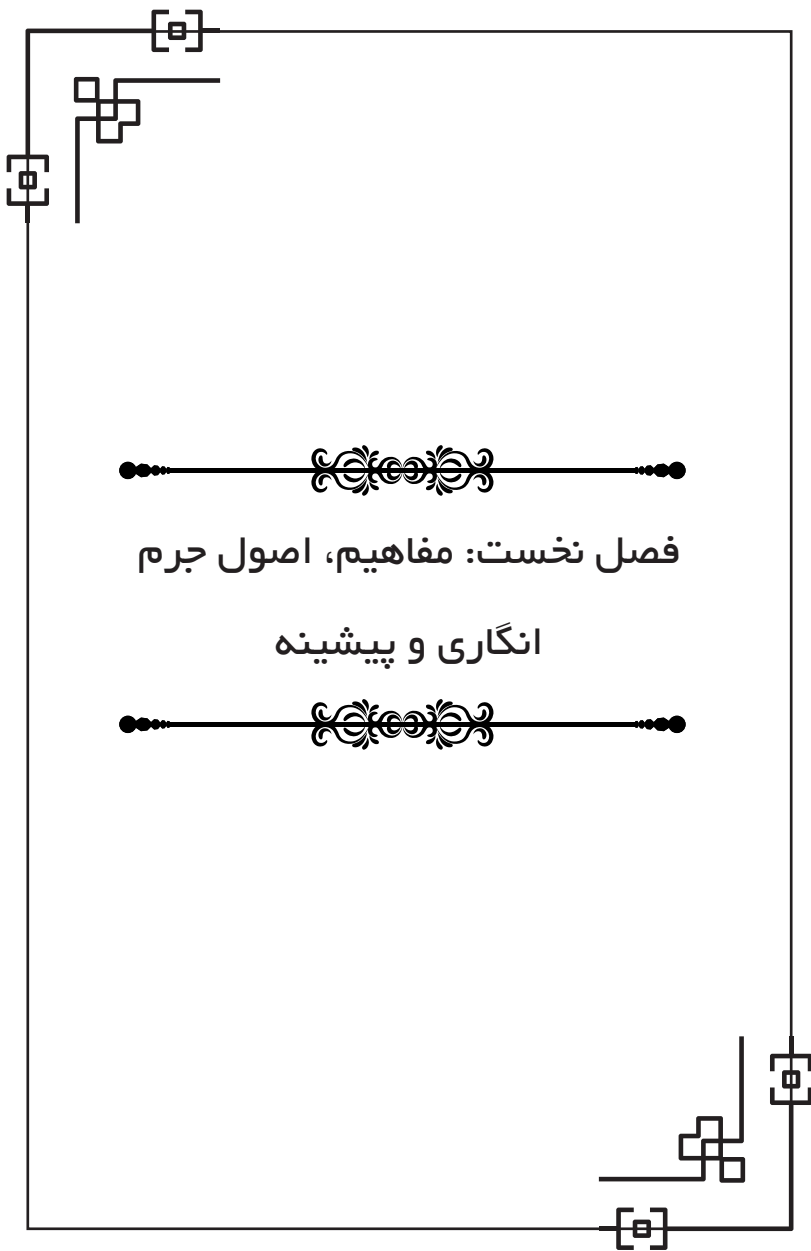 فصل نخست: مفاهیم، اصول جرم
انگاری و پیشینه